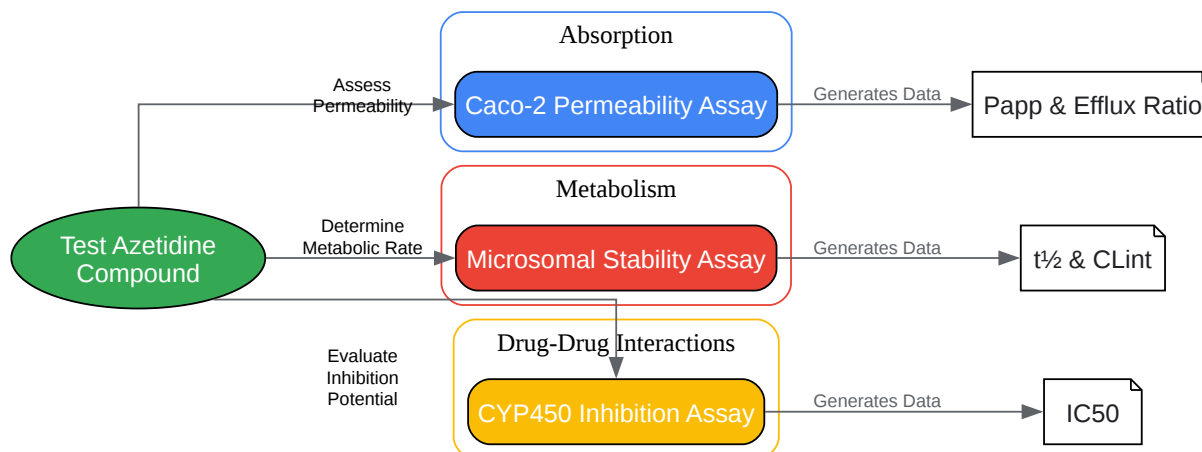 Absorption
Assess
Permeability
Caco-2 Permeability Assay
Generates Data
Papp & Efflux Ratio
Metabolism
Test Azetidine
Compound
Determine
Metabolic Rate
Microsomal Stability Assay
Generates Data
t½ & CLint
Drug-Drug Interactions
Evaluate
Inhibition
Potential
CYP450 Inhibition Assay
Generates Data
IC50